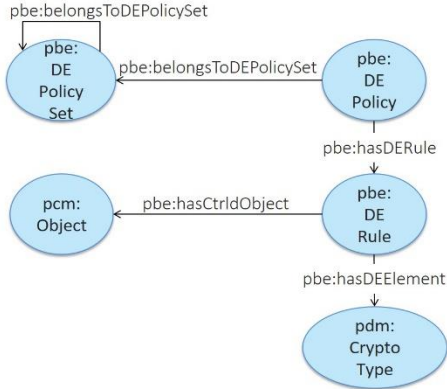 pbe:belongsToDEPolicySet
pbe:
DE
Policy
Set
pbe:belongsToDEPolicySet
pbe:
DE
Policy
pbe:hasDERule
pcm:
Object
pbe:hasCtrldObject
pbe:
DE
Rule
pbe:hasDEElement
pdm:
Crypto
Type